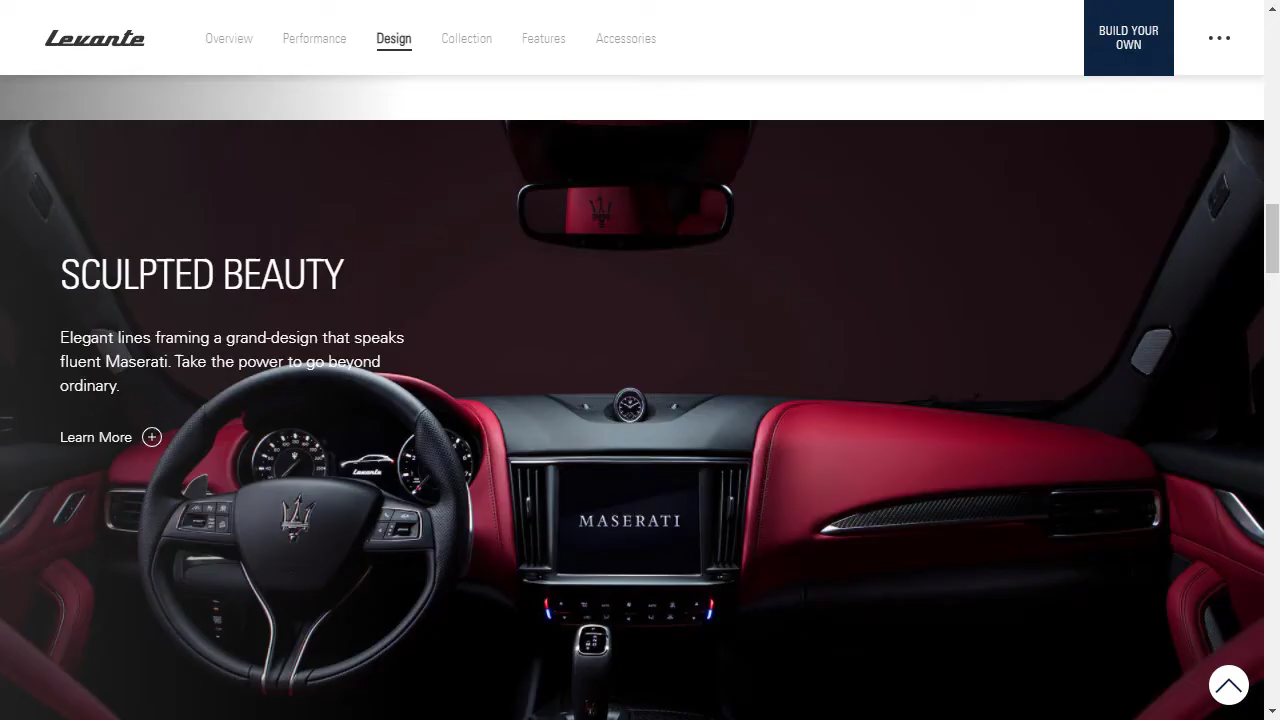 Levante
Overview
Performance
Design
Collection
Features
Accessories
BUILD YOUR
OWN
SCULPTED BEAUTY
Elegant lines framing a grand-design that speaks
fluent Maserati. Take the power to go beyond
ordinary.
Learn More
Levante
MASERATI